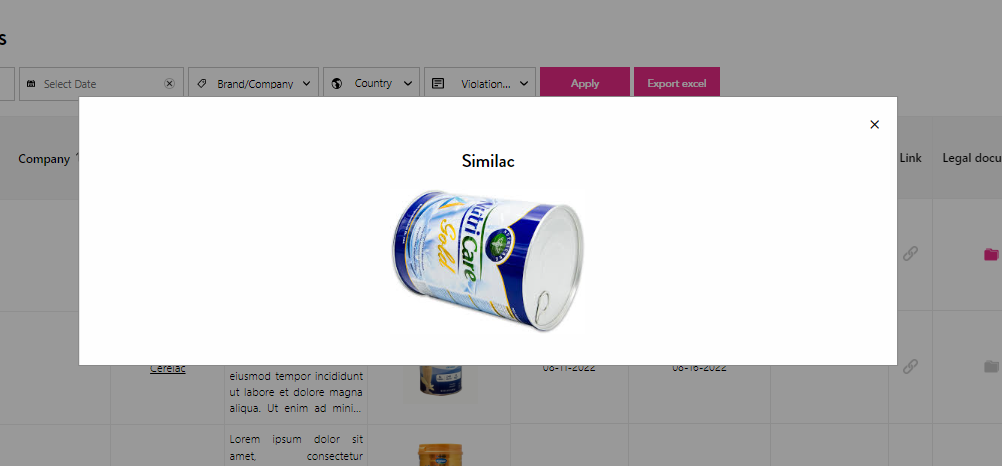 s
Select Date
Brand/Company
Country
Violation...
Apply
Export excel
Company
Link
Legal docu
Similac
NutriCare
Gold
Cerelac
eiusmod tempor incididunt
ut labore et dolore magna
aliqua. Ut enim ad mini...
08-11-2022
08-16-2022
Lorem ipsum dolor sit
amet, consectetur